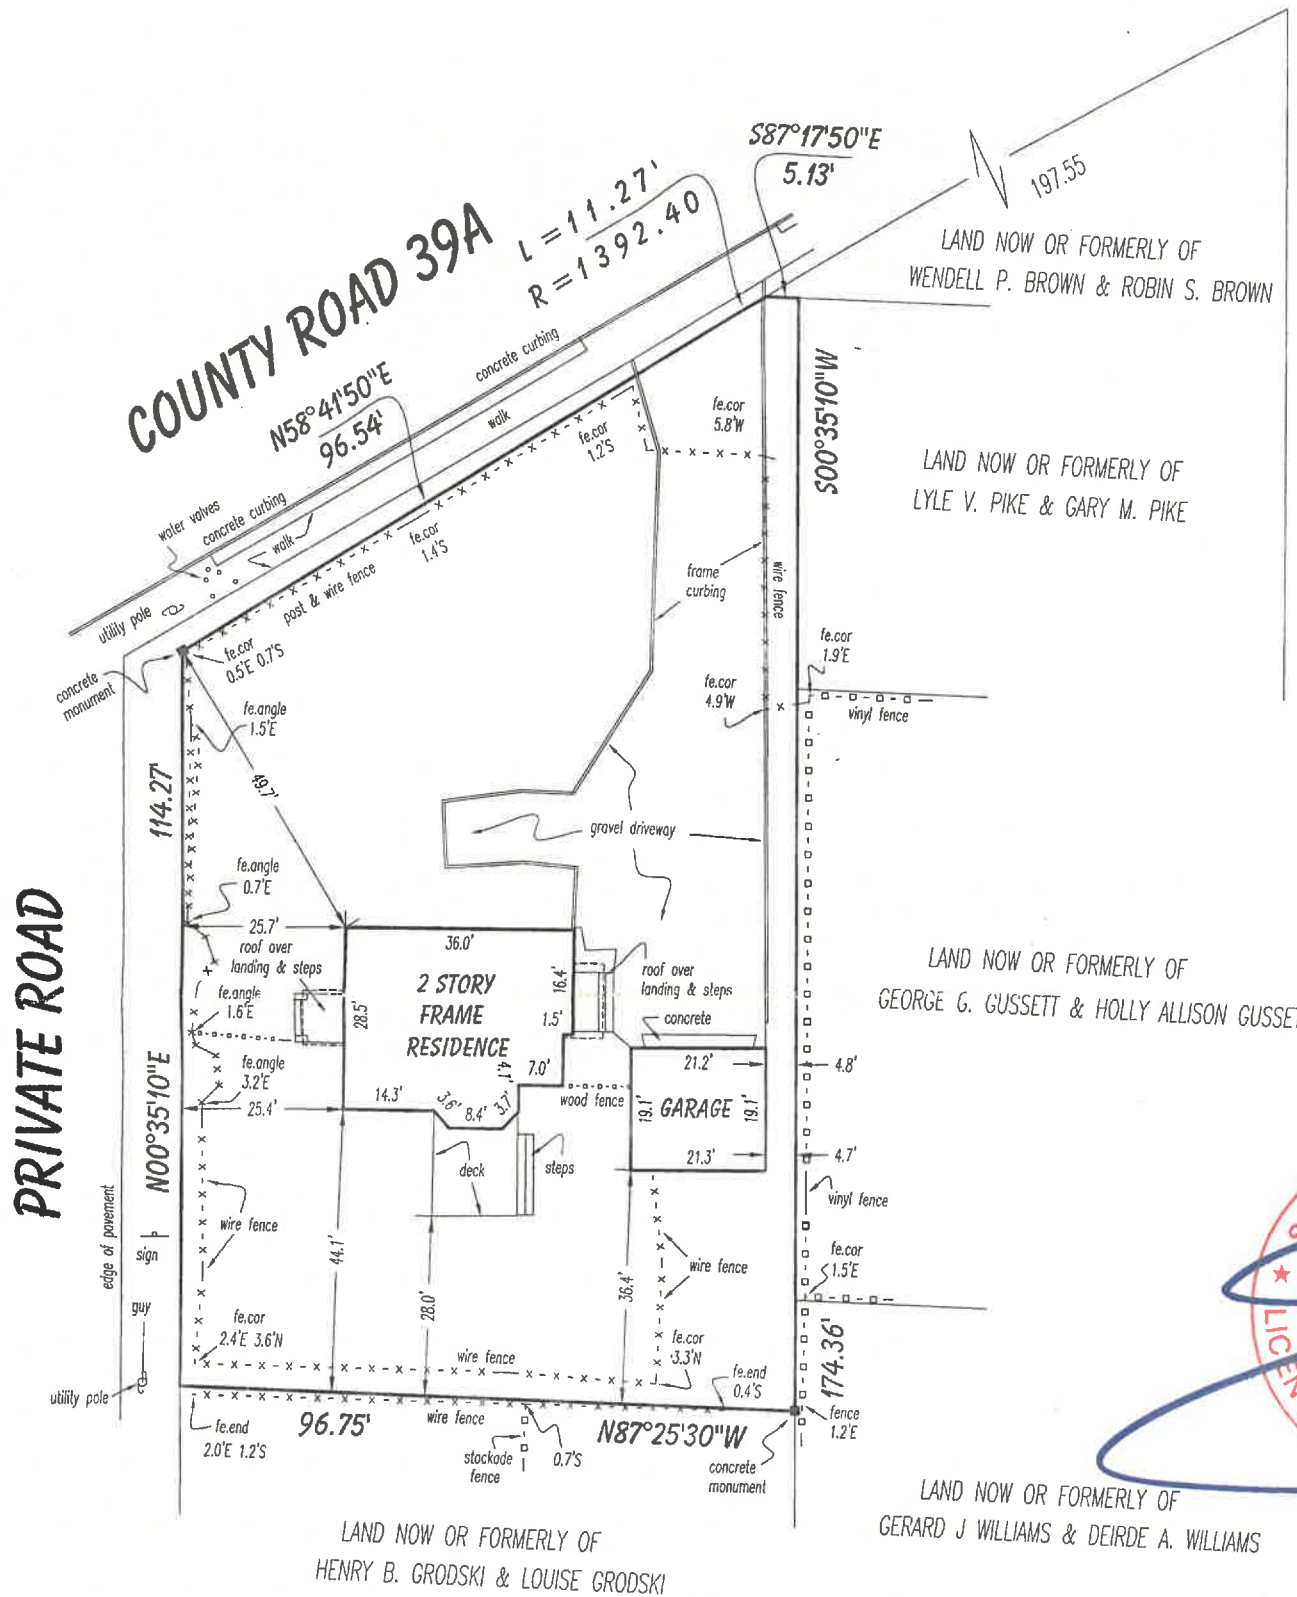 S87°17'50"E
5.13'
197.55
L=11.27'
R=1392.40
COUNTY ROAD 39A
LAND NOW OR FORMERLY OF
WENDELL P. BROWN & ROBIN S. BROWN
concrete curbing
N58°41'50"E
96.54'
walk
fe.cor
1.2'S
fe.cor
5.8'W
S00°35'10"W
LAND NOW OR FORMERLY OF
LYLE V. PIKE & GARY M. PIKE
water valves
concrete curbing
walk
fe.cor
1.4'S
post & wire fence
utility pole
frame
curbing
wire fence
fe.cor
0.5'E 0.7'S
concrete
monument
fe.cor
1.9'E
fe.cor
4.9'W
vinyl fence
fe.angle
1.5'E
49.7'
114.27'
gravel driveway
fe.angle
0.7'E
25.7'
36.0'
roof over
landing & steps
2 STORY
FRAME
RESIDENCE
16.4'
roof over
landing & steps
LAND NOW OR FORMERLY OF
GEORGE G. GUSSETT & HOLLY ALLISON GUSSE
fe.angle
1.6'E
28.5'
1.5'
concrete
PRIVATE ROAD
N00°35'10"E
fe.angle
3.2'E
4.1'
7.0'
21.2'
4.8'
25.4'
14.3'
3.6'
8.4'
3.7'
wood fence
19.1'
GARAGE
19.1'
deck
steps
21.3'
4.7'
vinyl fence
edge of pavement
sign
wire fence
44.1'
28.0'
36.4'
wire fence
fe.cor
1.5'E
guy
fe.cor
2.4'E 3.6'N
wire fence
fe.cor
3.3'N
fe.end
0.4'S
174.36'
utility pole
fe.end
2.0'E 1.2'S
96.75'
wire fence
stockade
fence
0.7'S
N87°25'30"W
fence
1.2'E
concrete
monument
LICEN
LAND NOW OR FORMERLY OF
GERARD J WILLIAMS & DEIRDE A. WILLIAMS
LAND NOW OR FORMERLY OF
HENRY B. GRODSKI & LOUISE GRODSKI